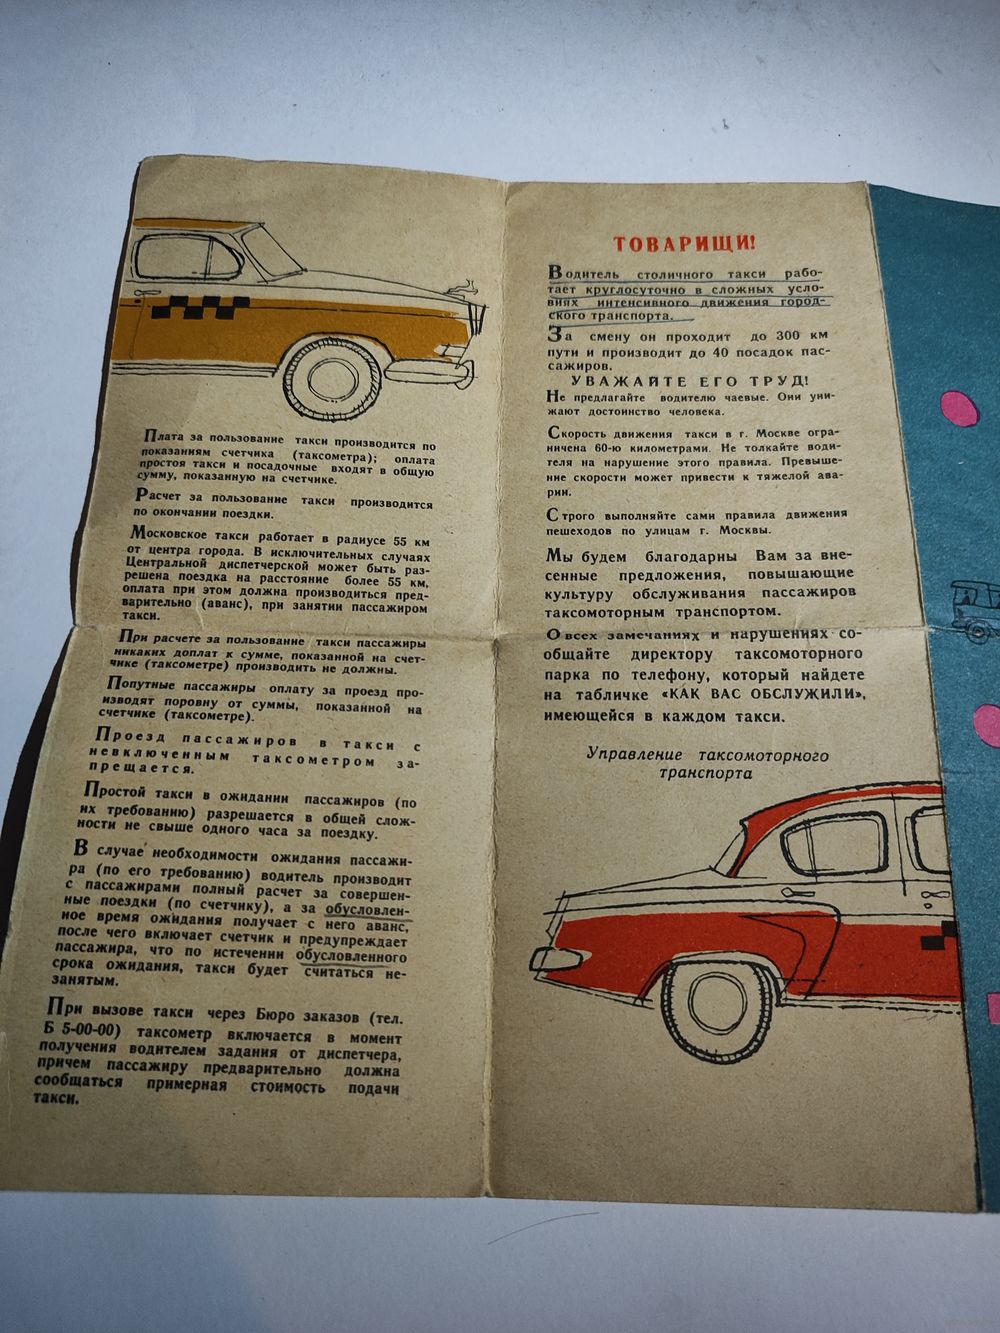 Плата за пользование такси производится по
показаниям счетчика (таксометра); оплата
простоя такси и посадочные входят в общую
сумму, показанную на счетчике.
Расчет за пользование такси производится
по окончании поездки.
Московское такси работает в радиусе 55 км
от центра города. В исключительных случаях
Центральной диспетчерской может быть раз-
решена поездка на расстояние более 55 км,
оплата при этом должна производиться пред-
варительно (аванс), при занятии пассажиром
такси.
При расчете за пользование такси пассажиры
никаких доплат к сумме, показанной на счет-
чике (таксометре) производить не должны.
Попутные пассажиры оплату за проезд про-
изводят поровну от суммы, показанной на
счетчике (таксометре).
Проезд пассажиров в такси с
невключенным таксометром за-
прещается.
Простой такси в ожидании пассажиров (по
их требованию) разрешается в общей слож-
ности не свыше одного часа за поездку.
В случае необходимости ожидания пассажи-
ра (по его требованию) водитель производит
с пассажирами полный расчет за совершен-
ные поездки (по счетчику), а за обусловлен-
ное время ожидания получает с него аванс,
после чего включает счетчик и предупреждает
пассажира, что по истечении обусловленного
срока ожидания, такси будет считаться не-
занятым.
При вызове такси через Бюро заказов (тел.
Б 5-00-00) таксометр включается в момент
получения водителем задания от диспетчера,
причем пассажиру предварительно должна
сообщаться примерная стоимость подачи
такси.
ТОВАРИЩИ!
Водитель столичного такси рабо-
тает круглосуточно в сложных усло-
виях интенсивного движения город-
ского транспорта.
За смену он проходит до 300 км
пути и производит до 40 посадок пас-
сажиров.
УВАЖАЙТЕ ЕГО ТРУД!
Не предлагайте водителю чаевые. Они уни-
жают достоинство человека.
Скорость движения такси в г. Москве огра-
ничена 60-ю километрами. Не толкайте води-
теля на нарушение этого правила. Превыше-
ние скорости может привести к тяжелой ава-
рии.
Строго выполняйте сами правила движения
пешеходов по улицам г. Москвы.
Мы будем благодарны Вам за вне-
сенные предложения, повышающие
культуру обслуживания пассажиров
таксомоторным транспортом.
О всех замечаниях и нарушениях со-
общайте директору таксомоторного
парка по телефону, который найдете
на табличке «КАК ВАС ОБСЛУЖИЛИ»,
имеющейся в каждом такси.
Управление таксомоторного
транспорта